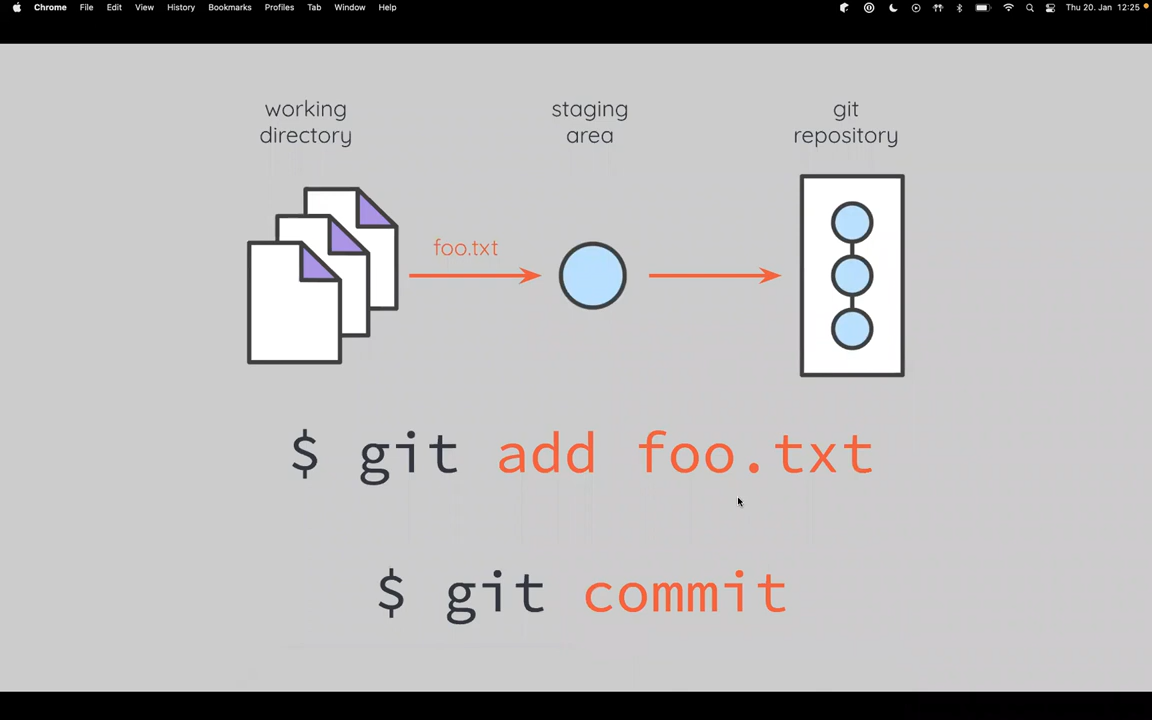 Chrome File Edit View History Bookmarks Profiles Tab Window Help Thu 20. Jan 12:25
working directory
staging area
git repository
foo.txt
$ git add foo.txt
$ git commit